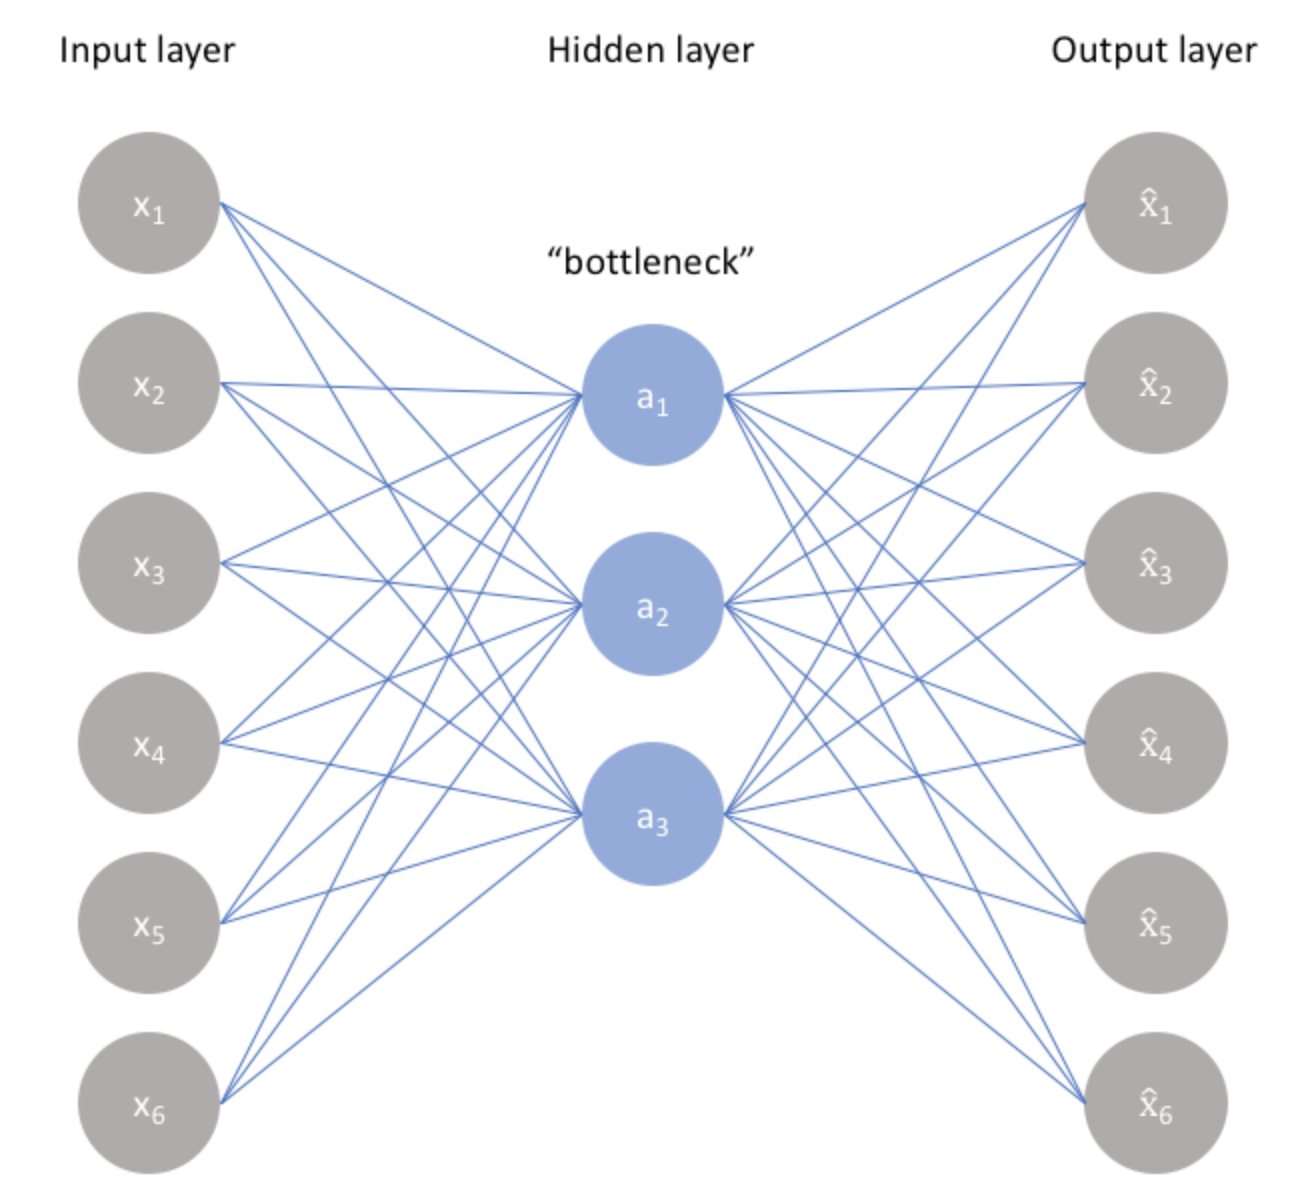 Input layer
Hidden layer
Output layer
“bottleneck”
x₁
x₂
x₃
x₄
x₅
x₆
a₁
a₂
a₃
x̂₁
x̂₂
x̂₃
x̂₄
x̂₅
x̂₆